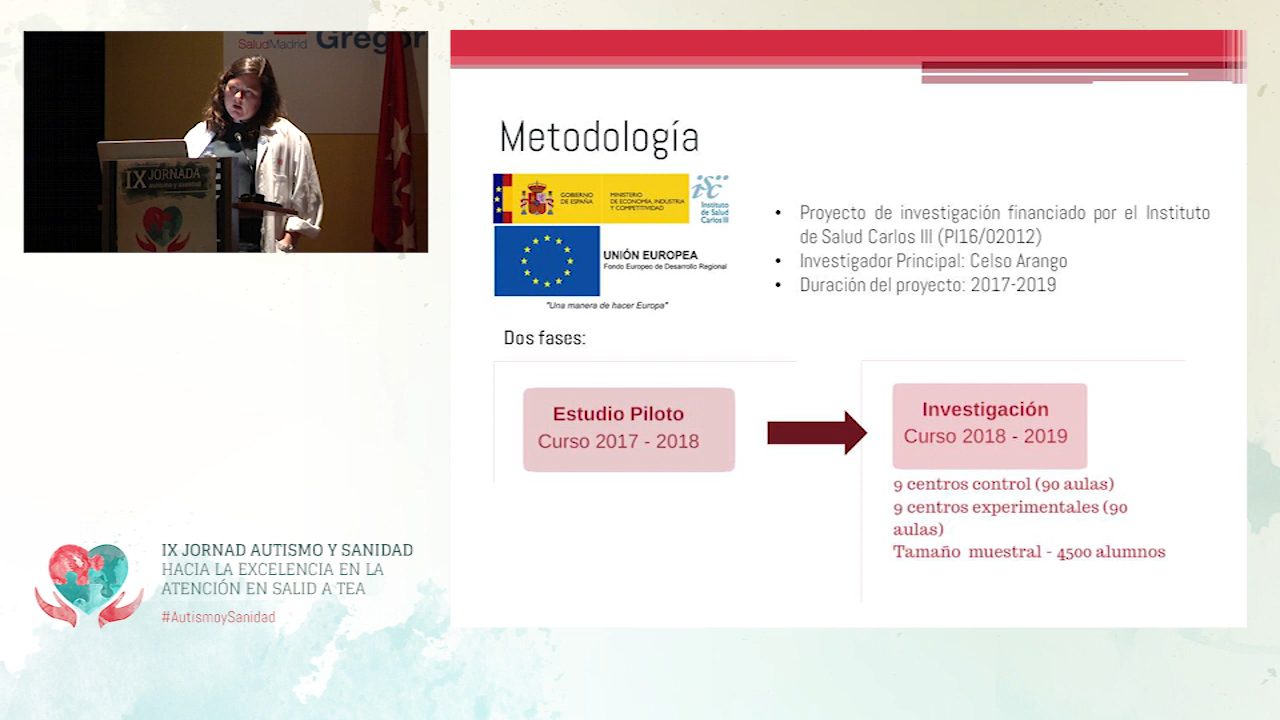 SaludMadrid
Gregor
IX JORNADA
autismo y sanidad
Metodología
GOBIERNO
DE ESPAÑA
MINISTERIO
DE ECONOMÍA, INDUSTRIA
Y COMPETITIVIDAD
Instituto
de Salud
Carlos III
UNIÓN EUROPEA
Fondo Europeo de Desarrollo Regional
"Una manera de hacer Europa"
• Proyecto de investigación financiado por el Instituto
de Salud Carlos III (PI16/02012)
• Investigador Principal: Celso Arango
• Duración del proyecto: 2017-2019
Dos fases:
Estudio Piloto
Curso 2017 - 2018
Investigación
Curso 2018 - 2019
9 centros control (90 aulas)
9 centros experimentales (90
aulas)
Tamaño muestral - 4500 alumnos
IX JORNAD AUTISMO Y SANIDAD
HACIA LA EXCELENCIA EN LA
ATENCIÓN EN SALID A TEA
#AutismoySanidad